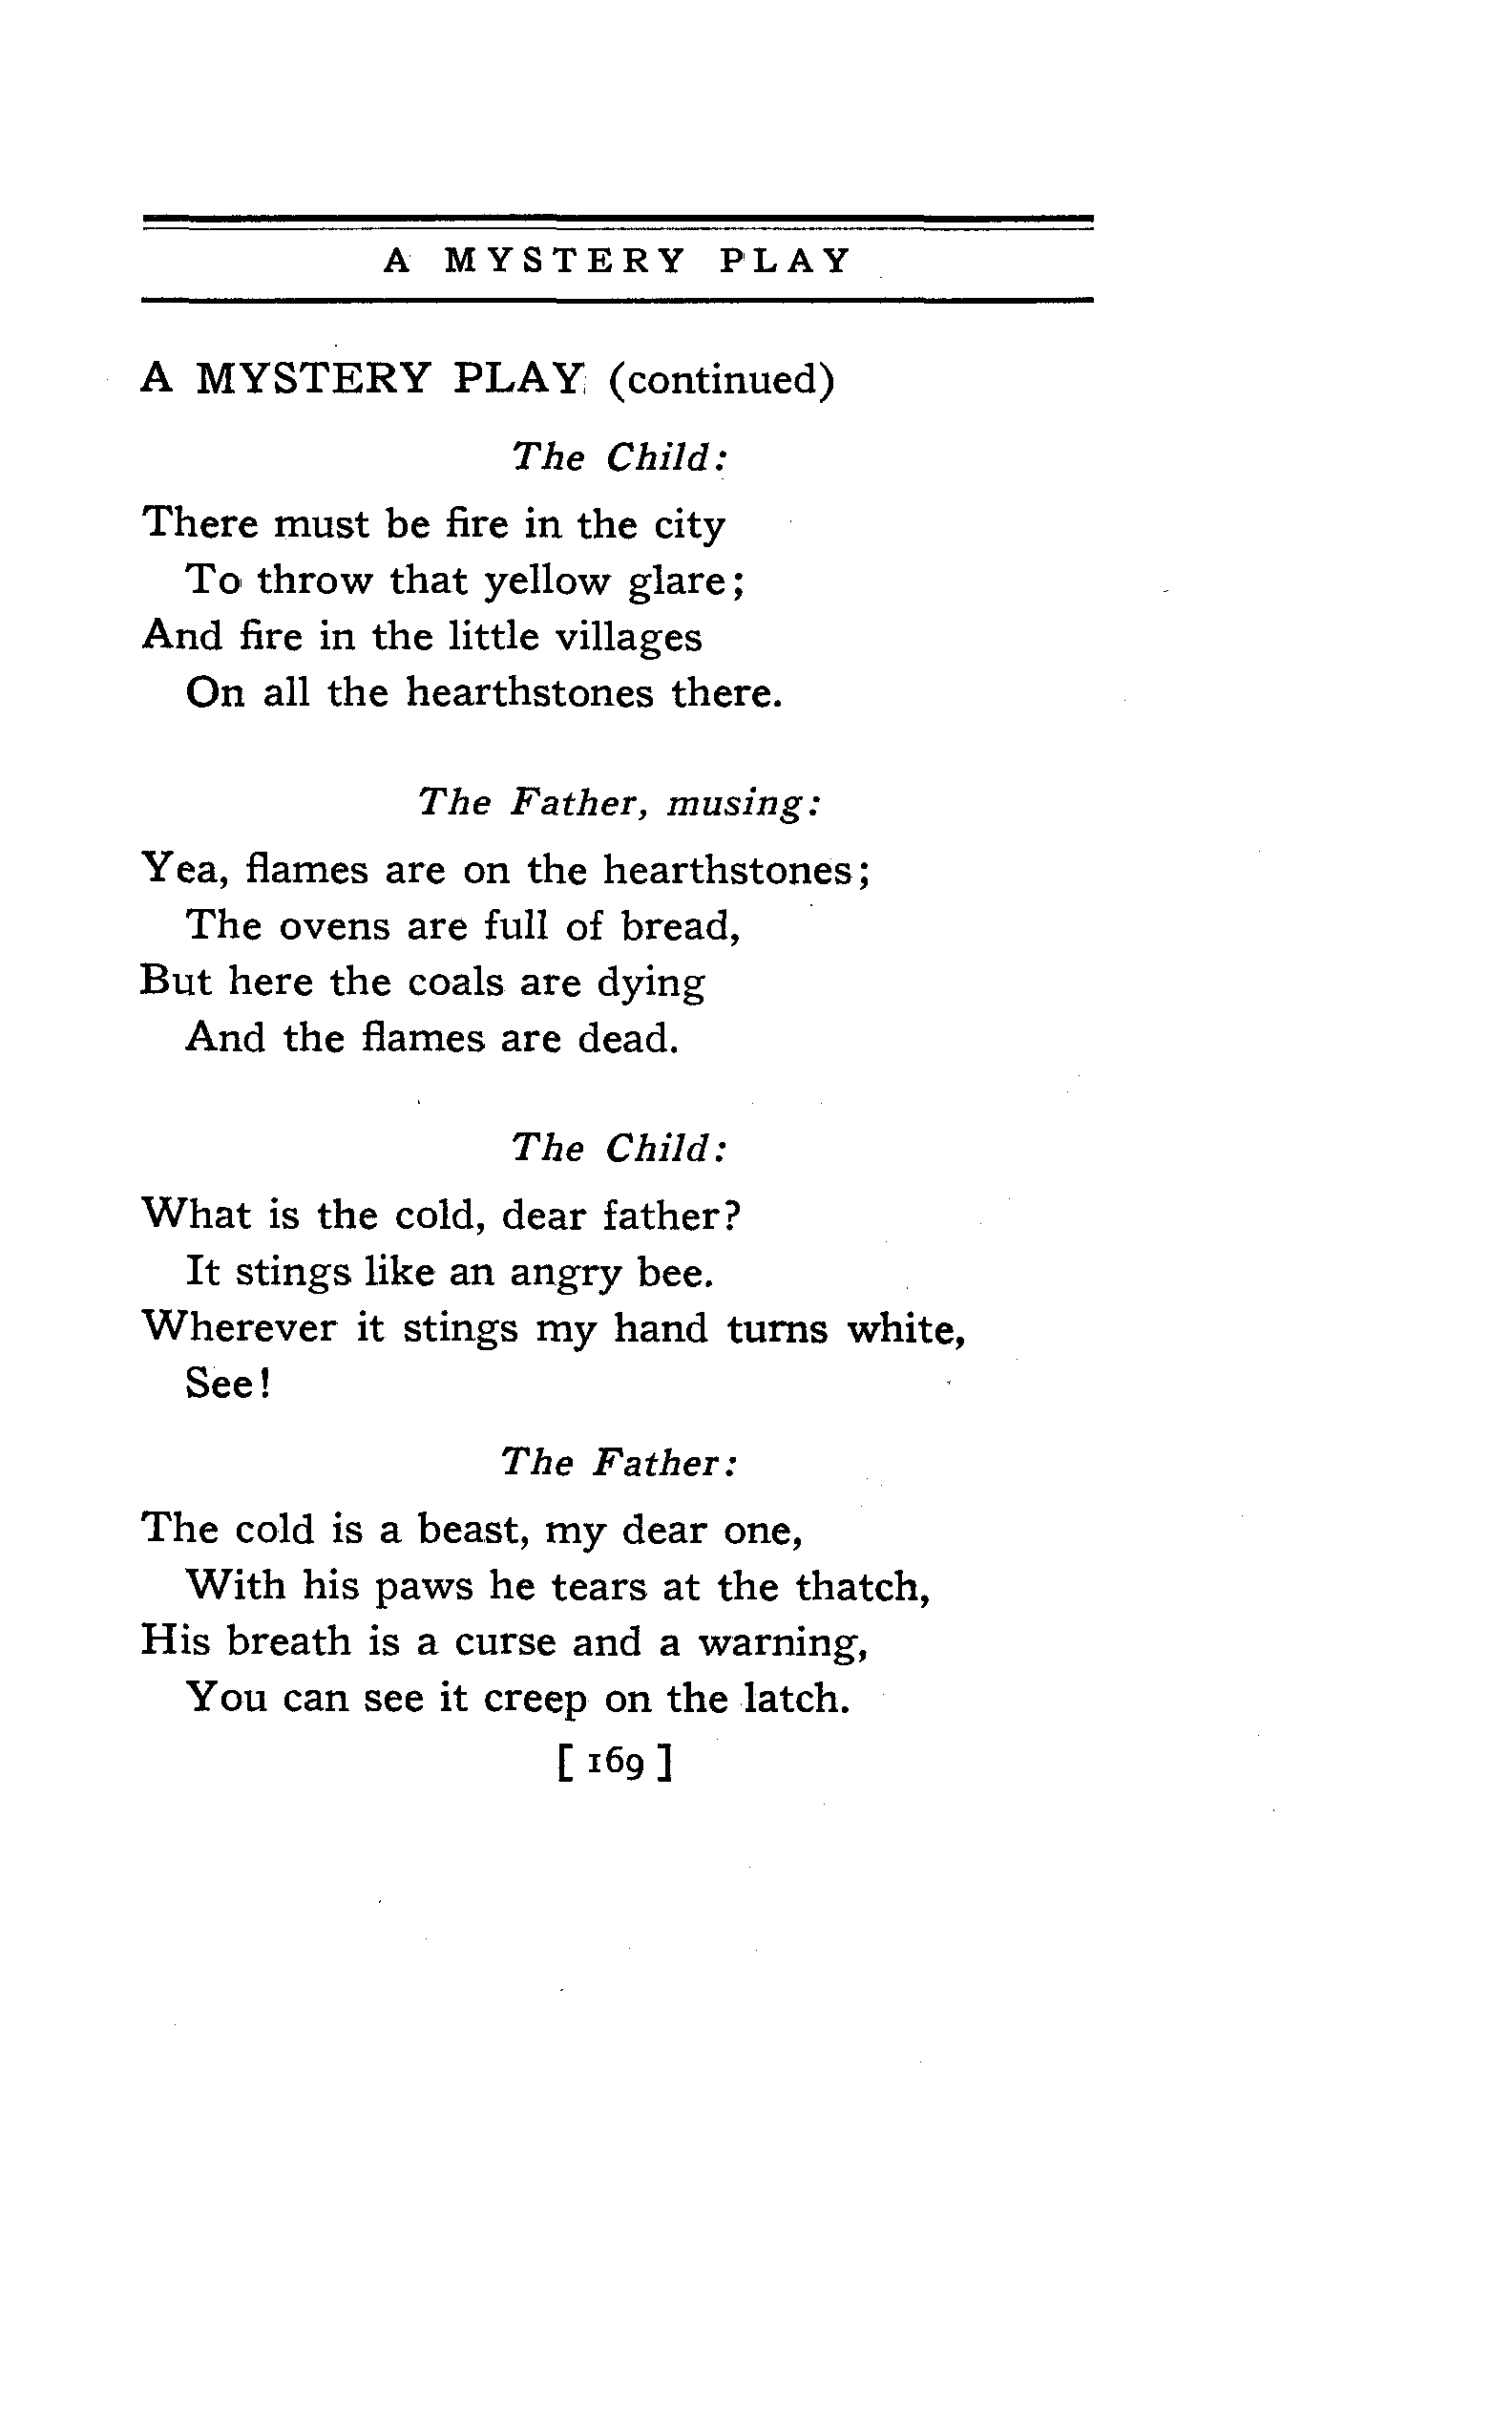 A MYSTERY PLAY
A MYSTERY PLAY (continued)
The Child:
There must be fire in the city
To throw that yellow glare;
And fire in the little villages
On all the hearthstones there.
The Father, musing:
Yea, flames are on the hearthstones;
The ovens are full of bread,
But here the coals are dying
And the flames are dead.
The Child:
What is the cold, dear father?
It stings like an angry bee.
Wherever it stings my hand turns white,
See!
The Father:
The cold is a beast, my dear one,
With his paws he tears at the thatch,
His breath is a curse and a warning,
You can see it creep on the latch.
[ 169 ]